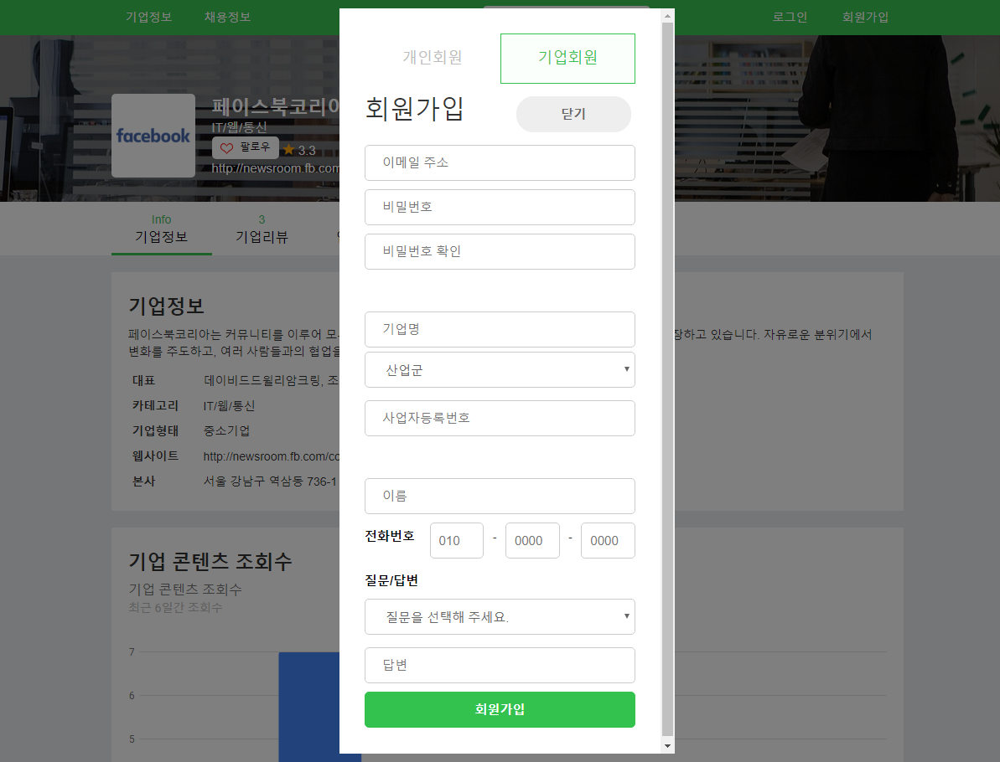 기업정보 채용정보 로그인 회원가입
개인회원 기업회원
회원가입 닫기
facebook
페이스북코리아
IT/웹/통신
팔로우 3.3
http://newsroom.fb.com
이메일 주소
비밀번호
비밀번호 확인
Info 3
기업정보 기업리뷰
기업정보
페이스북코리아는 커뮤니티를 이루어 장하고 있습니다. 자유로운 분위기에서
변화를 주도하고, 여러 사람들과의 협업을
대표 데이비드드윌리암크링, 조
카테고리 IT/웹/통신
기업형태 중소기업
웹사이트 http://newsroom.fb.com/co
본사 서울 강남구 역삼동 736-1
기업명
산업군
사업자등록번호
이름
전화번호 010 - 0000 - 0000
질문/답변
질문을 선택해 주세요.
답변
회원가입
기업 콘텐츠 조회수
기업 콘텐츠 조회수
최근 6일간 조회수
7
6
5